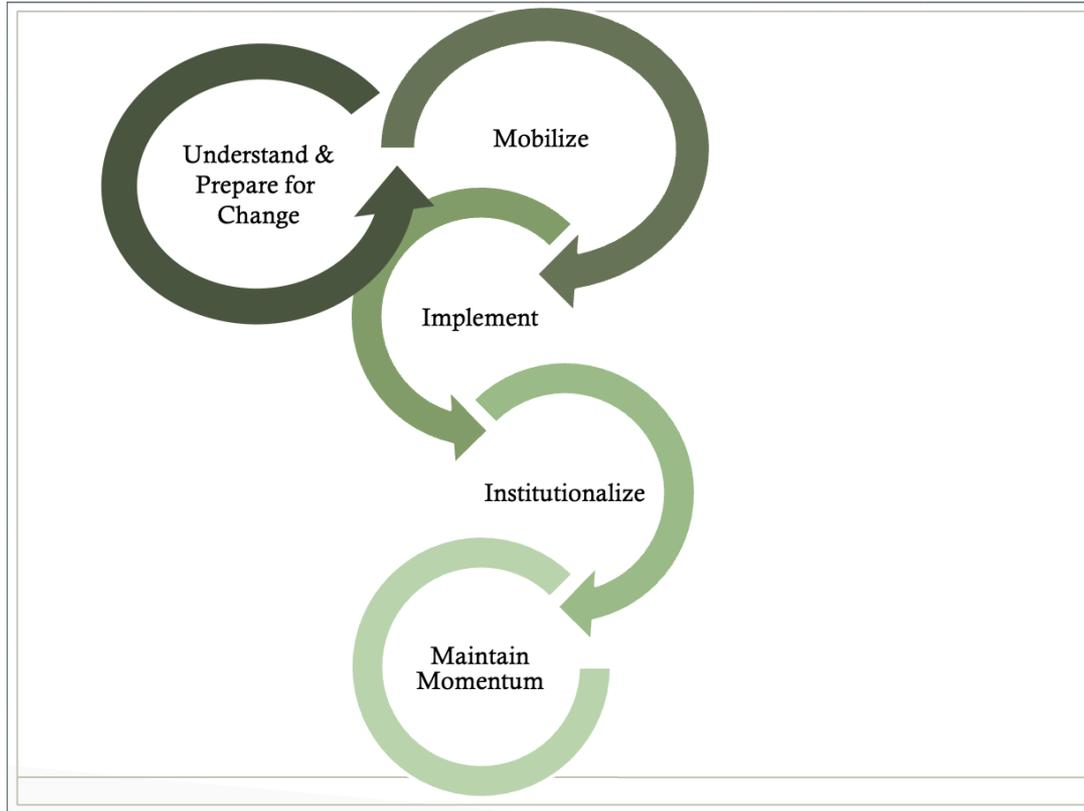 Understand &
Prepare for
Change
Mobilize
Implement
Institutionalize
Maintain
Momentum